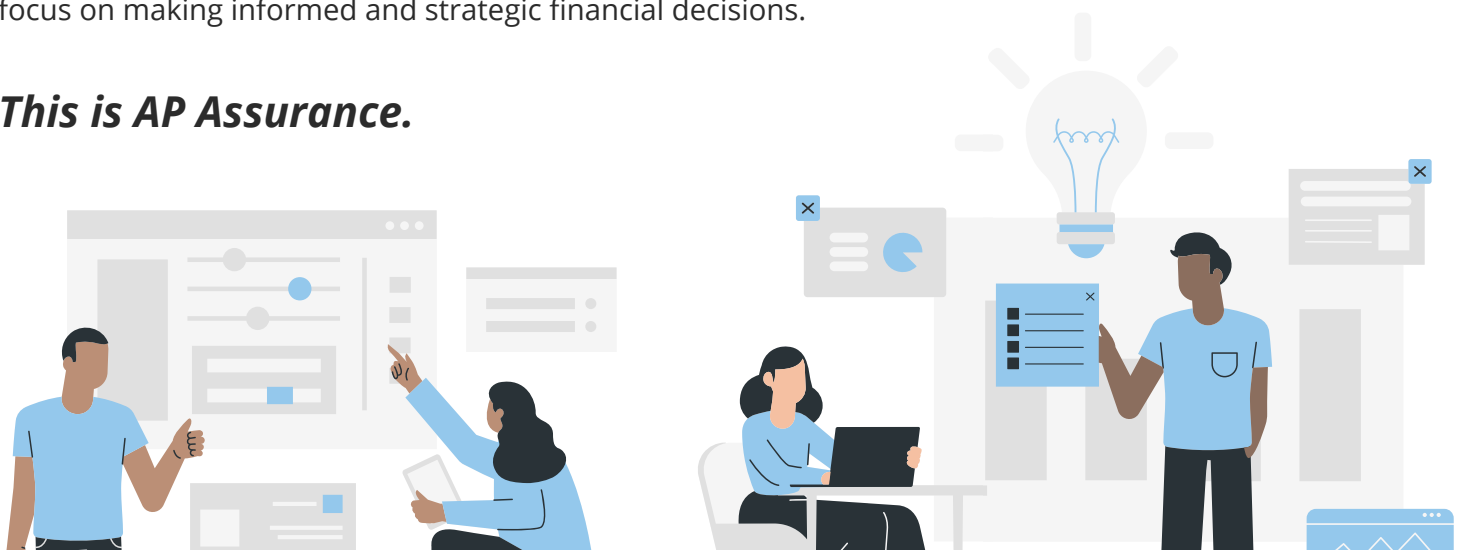 focus on making informed and strategic financial decisions.
This is AP Assurance.